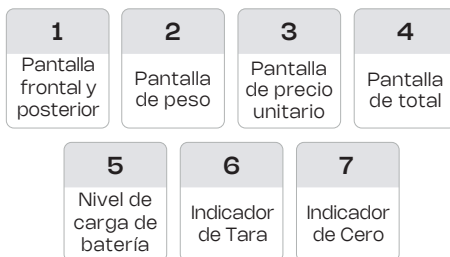 1
Pantalla
frontal y
posterior
2
Pantalla
de peso
3
Pantalla
de precio
unitario
4
Pantalla
de total
5
Nivel de
carga de
batería
6
Indicador
de Tara
7
Indicador
de Cero